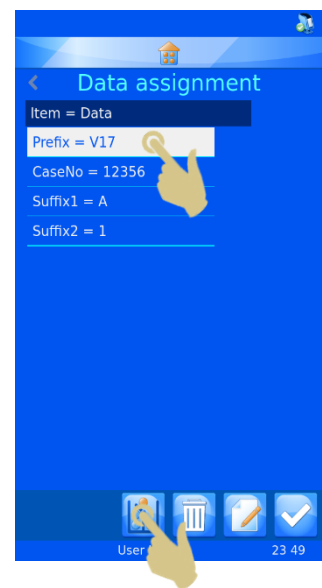 Data assignment
Item = Data
Prefix = V17
CaseNo = 12356
Suffix1 = A
Suffix2 = 1
User
23 49